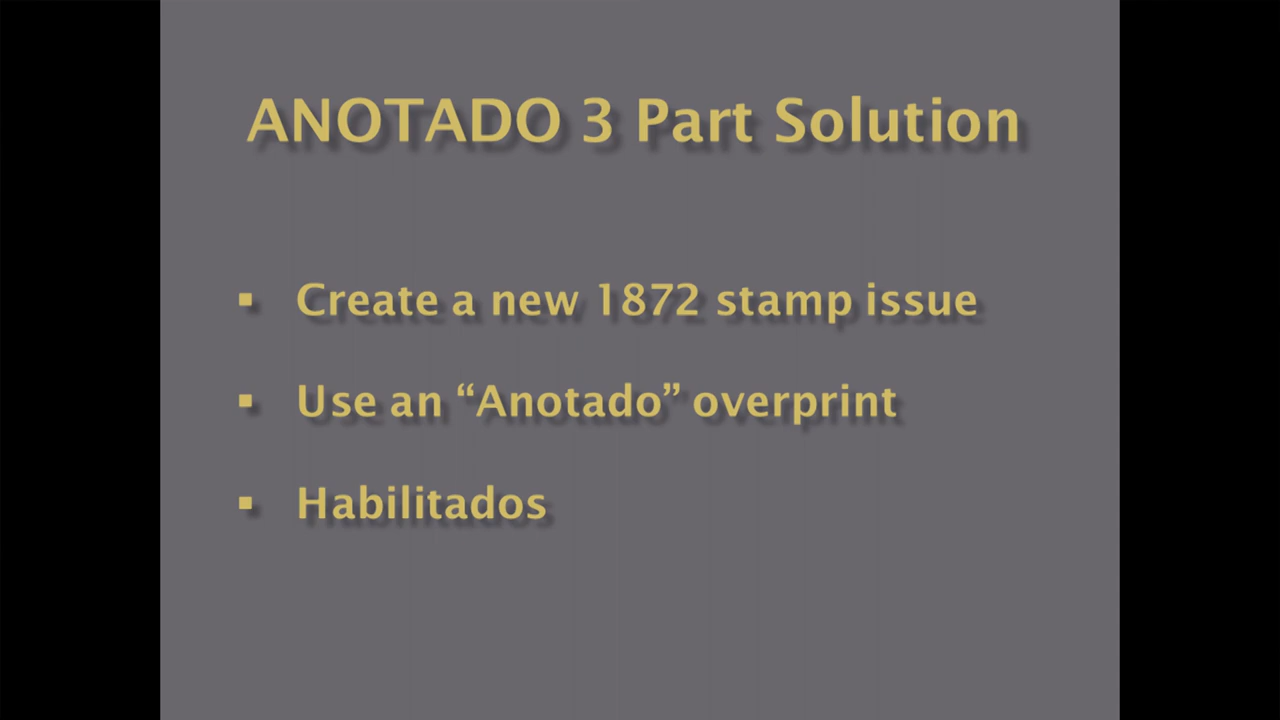 ANOTADO 3 Part Solution
▪ Create a new 1872 stamp issue
▪ Use an “Anotado” overprint
▪ Habilitados